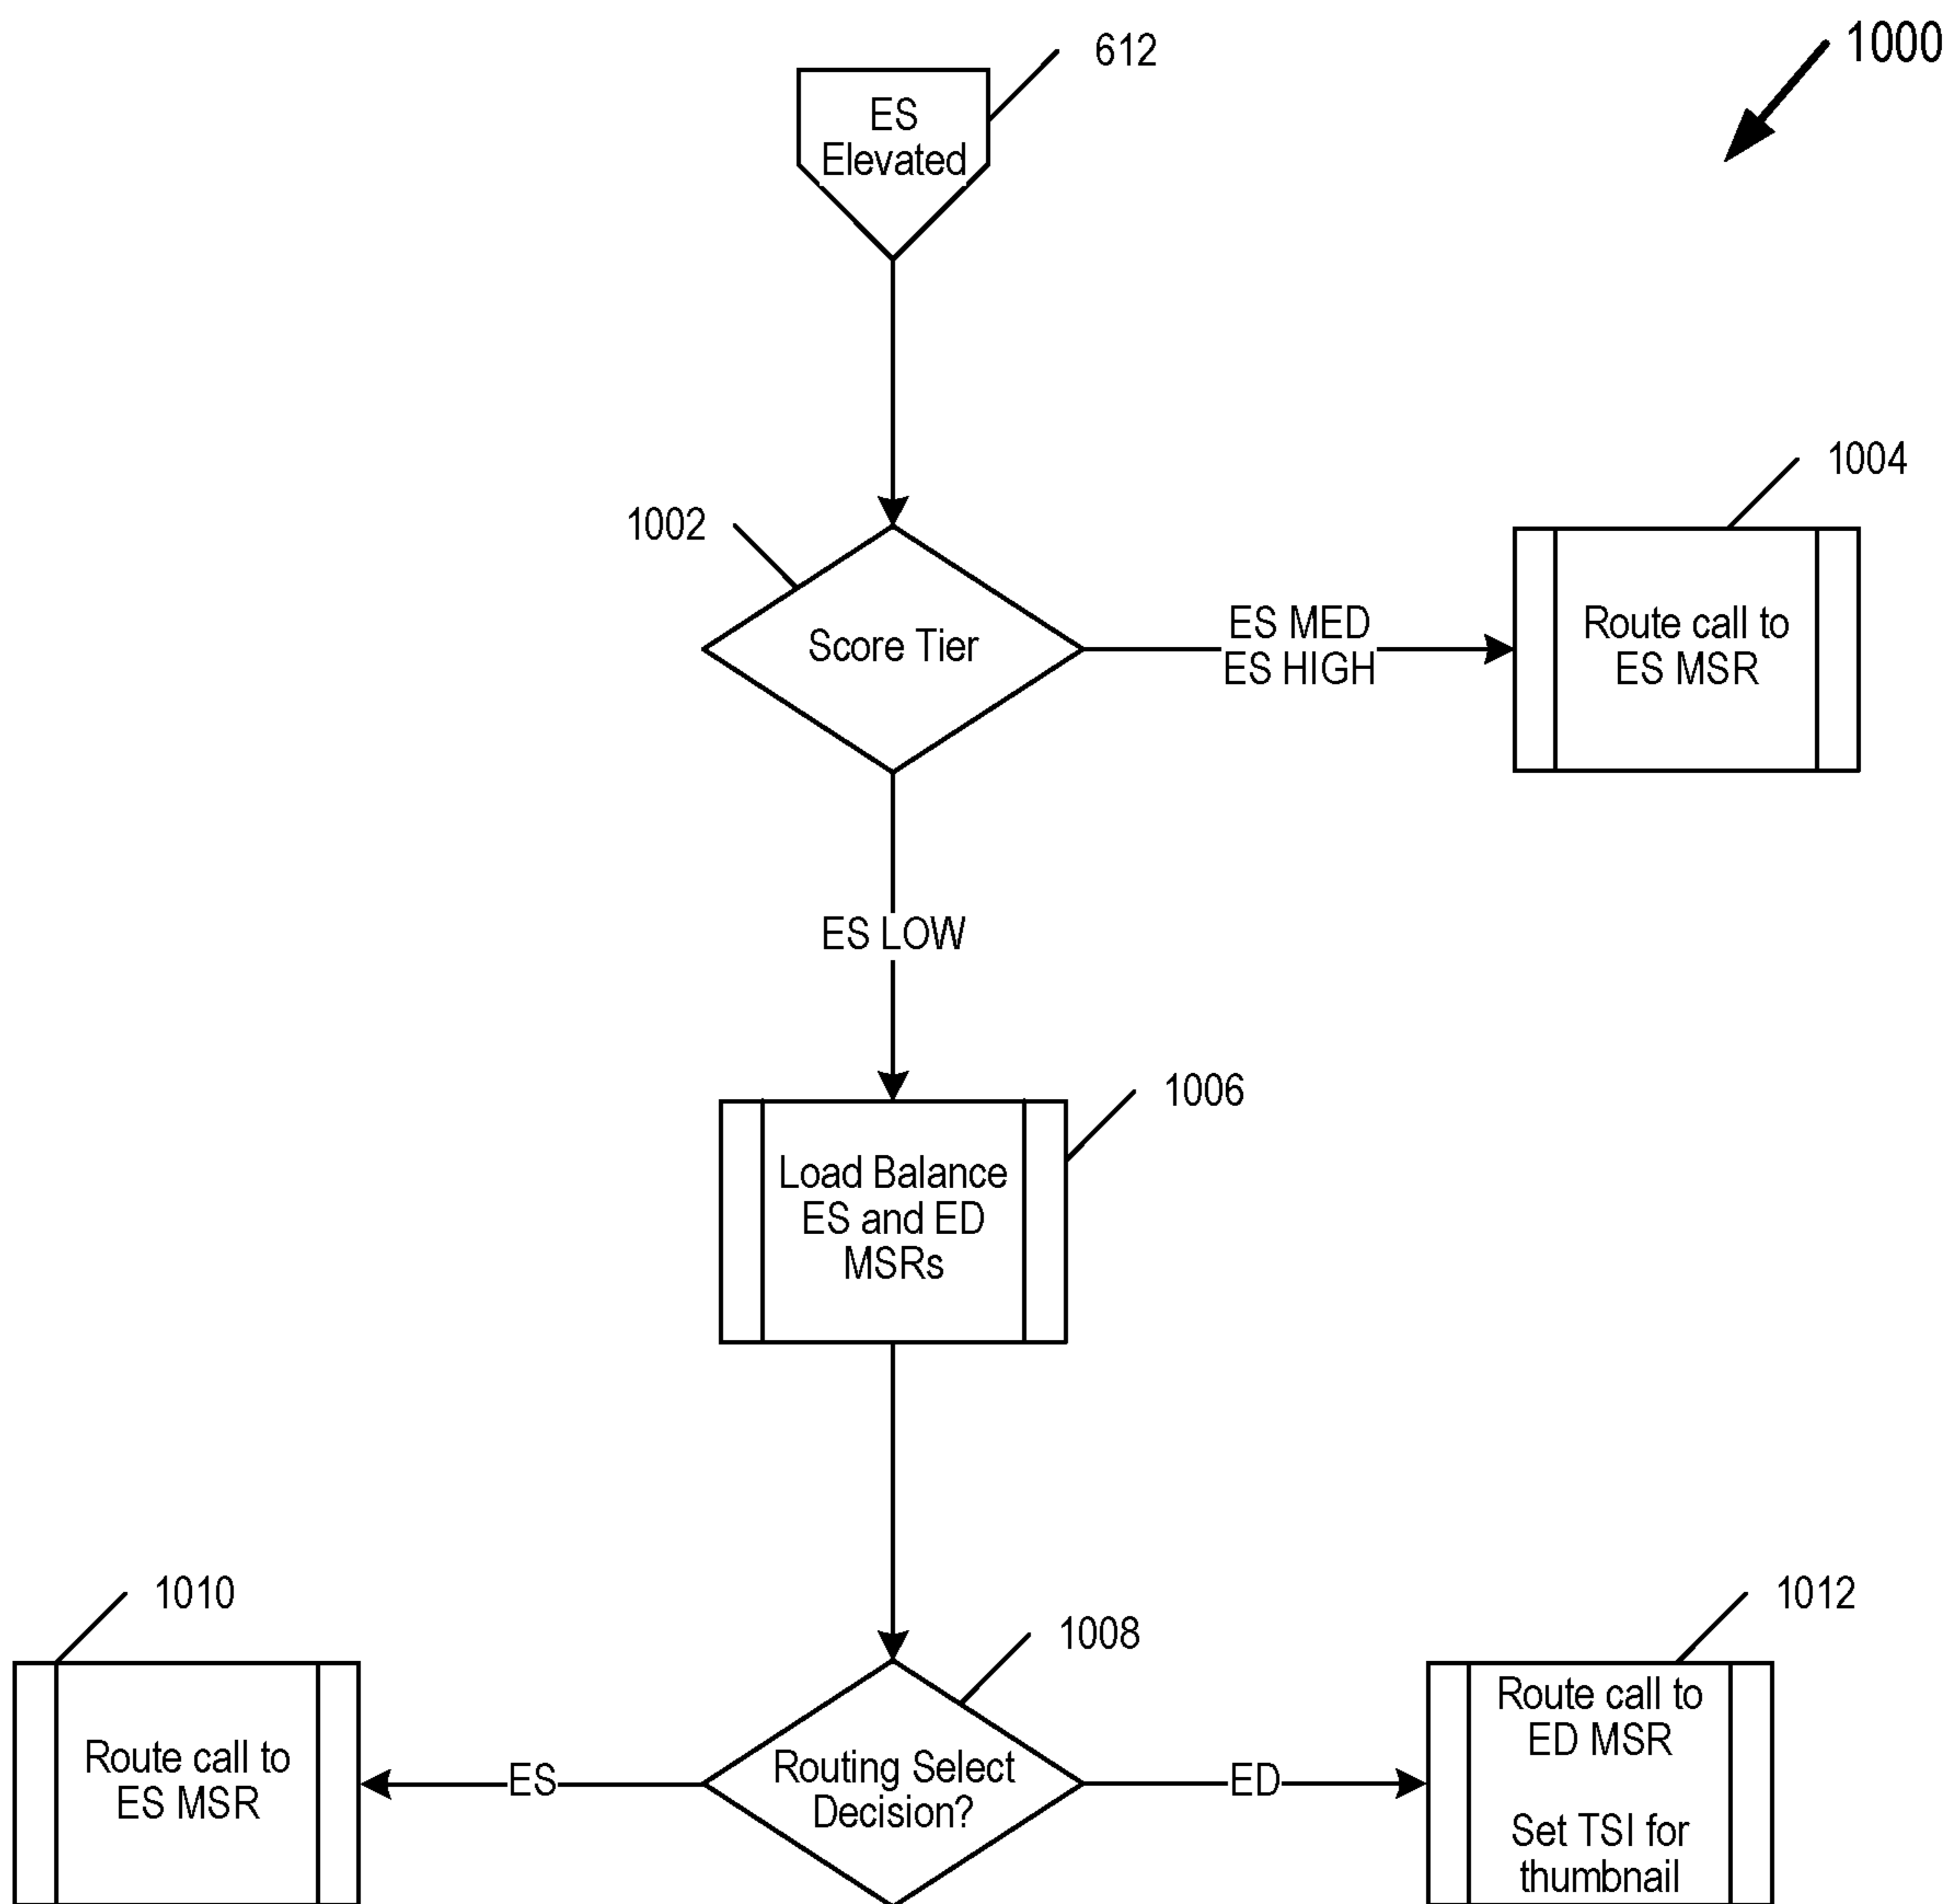 1000
612
ES
Elevated
1002
Score Tier
ES MED
ES HIGH
1004
Route call to
ES MSR
ES LOW
1006
Load Balance
ES and ED
MSRs
1008
Routing Select
Decision?
ES
1010
Route call to
ES MSR
ED
1012
Route call to
ED MSR
Set TSI for
thumbnail